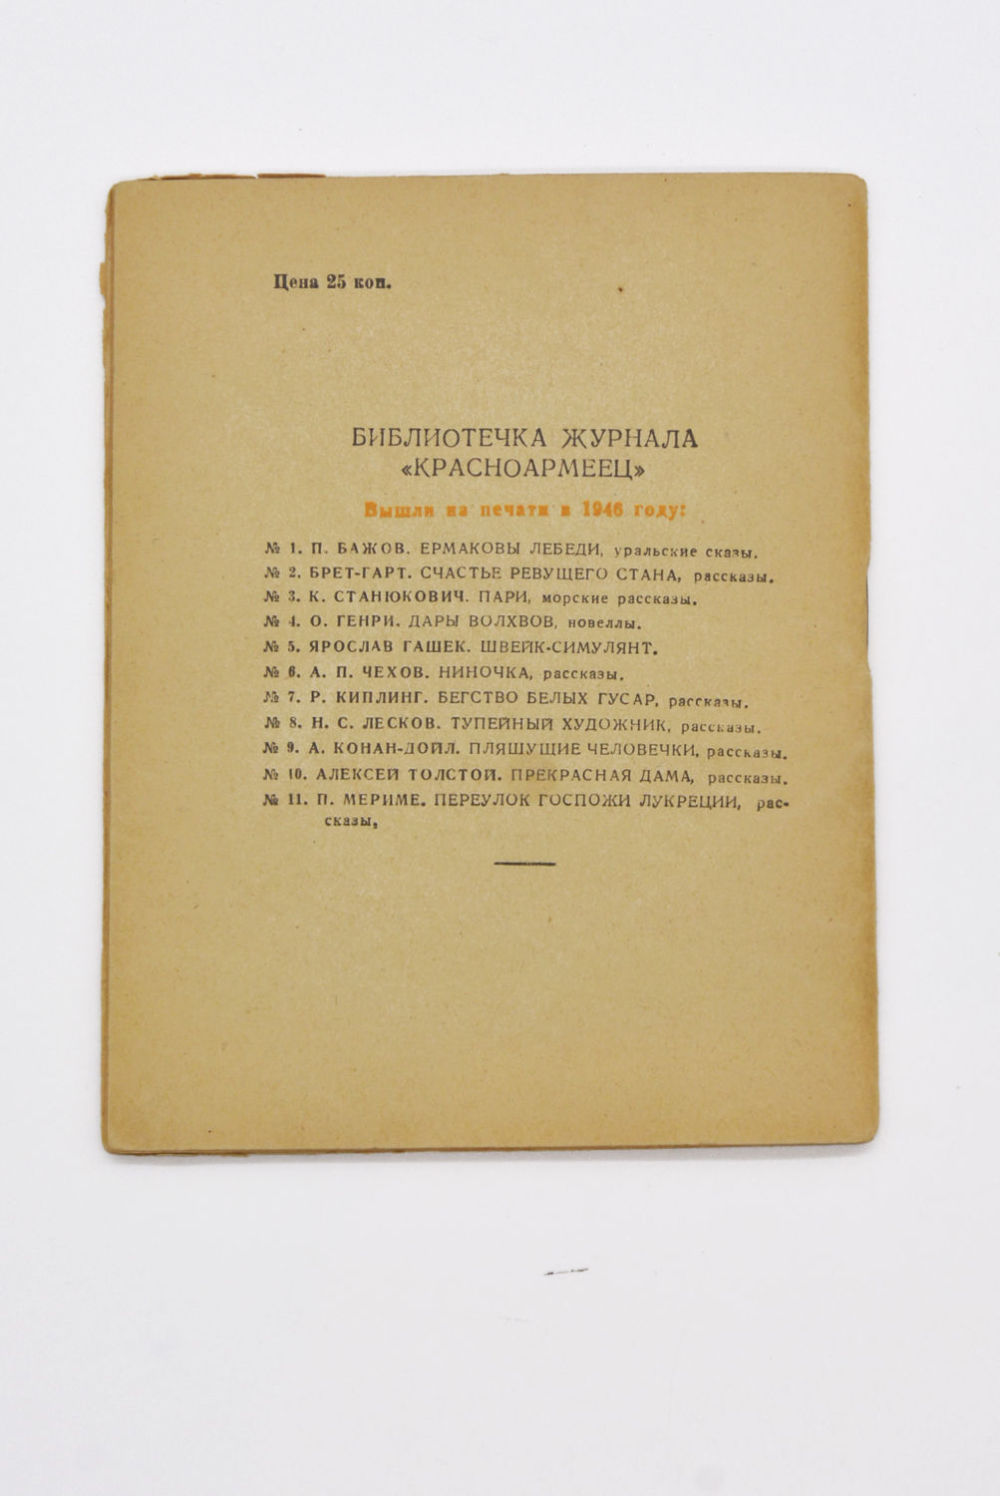 Цена 25 коп.
БИБЛИОТЕЧКА ЖУРНАЛА
«КРАСНОАРМЕЕЦ»
Вышли из печати в 1946 году:
№ 1. П. БАЖОВ. ЕРМАКОВЫ ЛЕБЕДИ, уральские сказы.
№ 2. БРЕТ-ГАРТ. СЧАСТЬЕ РЕВУЩЕГО СТАНА, рассказы.
№ 3. К. СТАНЮКОВИЧ. ПАРИ, морские рассказы.
№ 4. О. ГЕНРИ. ДАРЫ ВОЛХВОВ, новеллы.
№ 5. ЯРОСЛАВ ГАШЕК. ШВЕЙК-СИМУЛЯНТ.
№ 6. А. П. ЧЕХОВ. НИНОЧКА, рассказы.
№ 7. Р. КИПЛИНГ. БЕГСТВО БЕЛЫХ ГУСАР, рассказы.
№ 8. Н. С. ЛЕСКОВ. ТУПЕЙНЫЙ ХУДОЖНИК, рассказы.
№ 9. А. КОНАН-ДОЙЛ. ПЛЯШУЩИЕ ЧЕЛОВЕЧКИ, рассказы.
№ 10. АЛЕКСЕЙ ТОЛСТОЙ. ПРЕКРАСНАЯ ДАМА, рассказы.
№ 11. П. МЕРИМЕ. ПЕРЕУЛОК ГОСПОЖИ ЛУКРЕЦИИ, рас-
сказы,